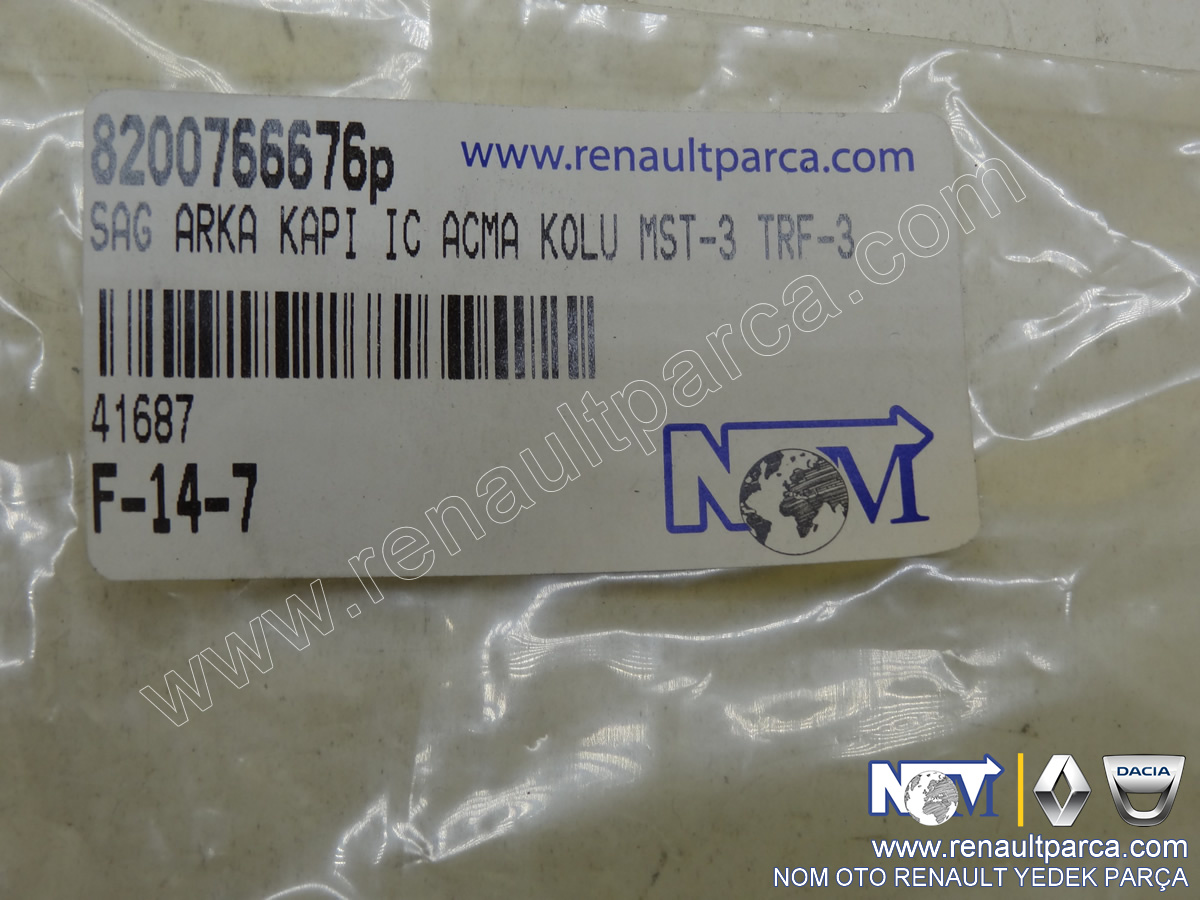 8200766676p
www.renaultparca.com
SAG ARKA KAPI IC ACMA KOLU MST-3 TRF-3
41687
F-14-7
NOM
www.renaultparca.com
NOM
DACIA
www.renaultparca.com
NOM OTO RENAULT YEDEK PARÇA